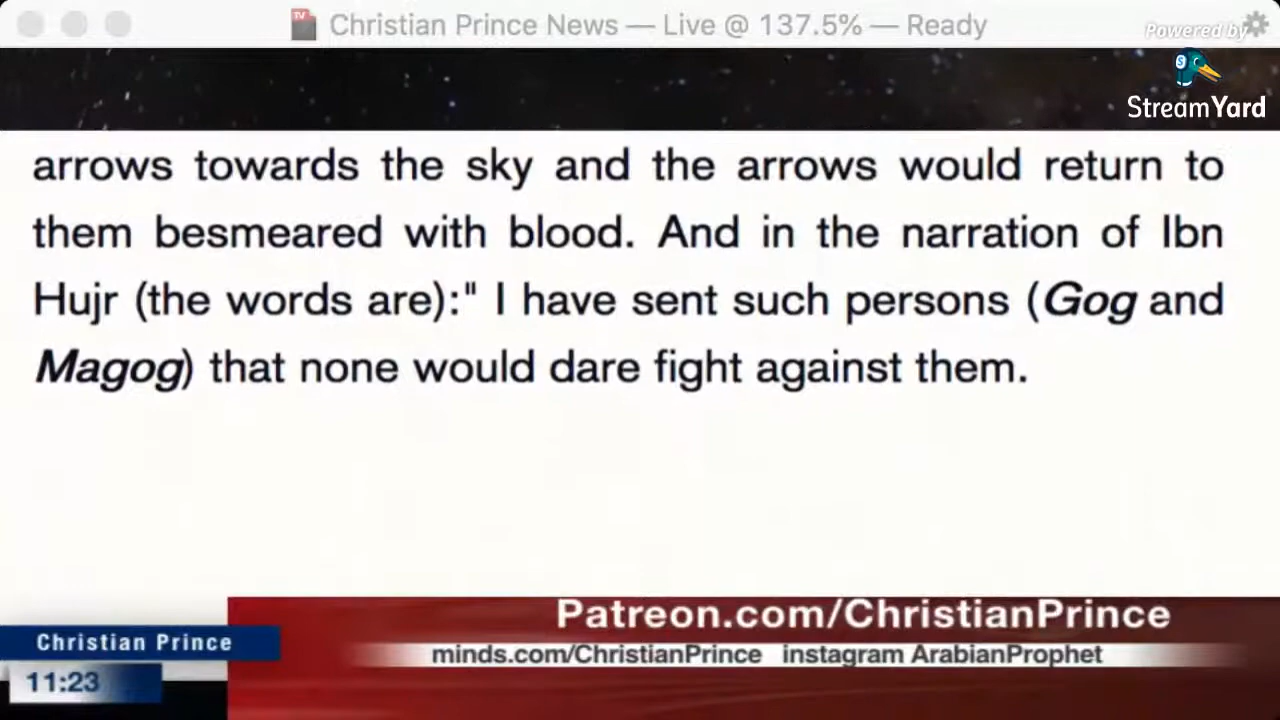 Christian Prince News — Live @ 137.5% — Ready
Powered by
StreamYard
arrows towards the sky and the arrows would return to
them besmeared with blood. And in the narration of Ibn
Hujr (the words are):" I have sent such persons (Gog and
Magog) that none would dare fight against them.
Patreon.com/ChristianPrince
Christian Prince
minds.com/ChristianPrince instagram ArabianProphet
11:23